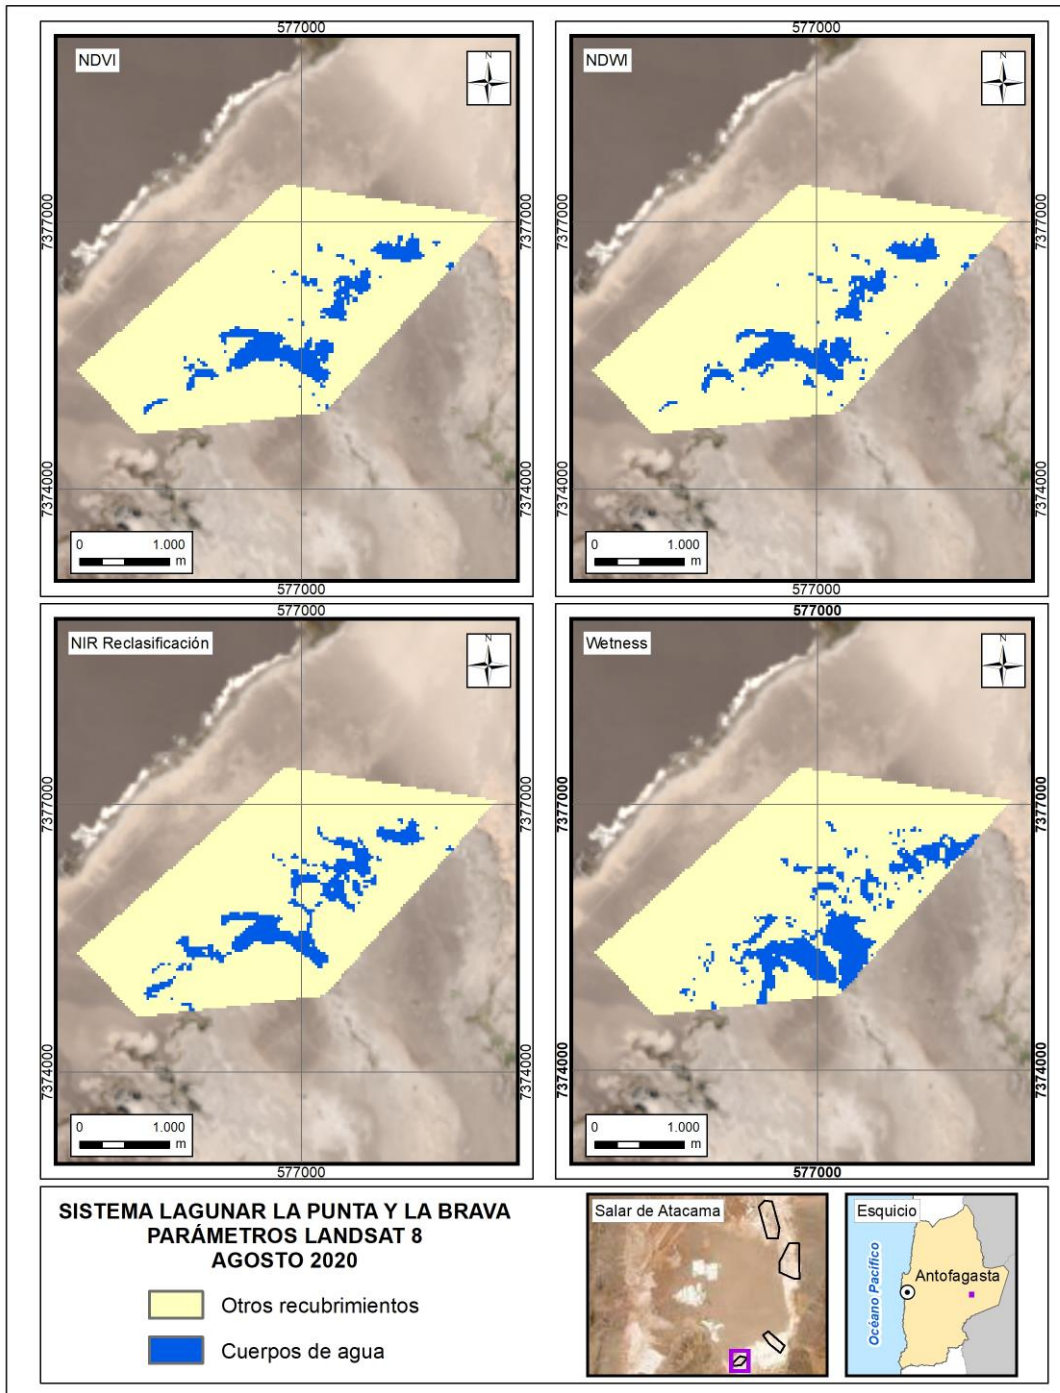 577000
577000
NDVI
N
NDWI
N
7377000
7377000
7377000
7377000
7374000
7374000
7374000
7374000
0 1.000
m
0 1.000
m
577000
577000
577000
577000
NIR Reclasificación
N
Wetness
N
7377000
7377000
7377000
7377000
7374000
7374000
7374000
7374000
0 1.000
m
0 1.000
m
577000
577000
SISTEMA LAGUNAR LA PUNTA Y LA BRAVA
PARÁMETROS LANDSAT 8
AGOSTO 2020
Otros recubrimientos
Cuerpos de agua
Salar de Atacama
Esquicio
Océano Pacífico
Antofagasta